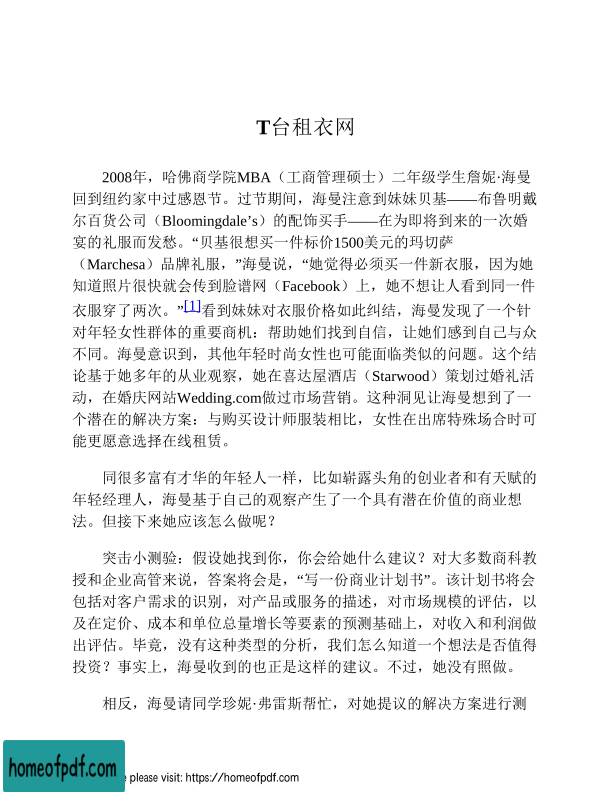 T台租衣网
2008年，哈佛商学院MBA（工商管理硕士）二年级学生詹妮·海曼
回到纽约家中过感恩节。过节期间，海曼注意到妹妹贝基——布鲁明戴
尔百货公司（Bloomingdale’s）的配饰买手——在为即将到来的一次婚
宴的礼服而发愁。“贝基很想买一件标价1500美元的玛切萨
（Marchesa）品牌礼服，”海曼说，“她觉得必须买一件新衣服，因为她
知道照片很快就会传到脸谱网（Facebook）上，她不想让人看到同一件
衣服穿了两次。”[1]看到妹妹对衣服价格如此纠结，海曼发现了一个针
对年轻女性群体的重要商机：帮助她们找到自信，让她们感到自己与众
不同。海曼意识到，其他年轻时尚女性也可能面临类似的问题。这个结
论基于她多年的从业观察，她在喜达屋酒店（Starwood）策划过婚礼活
动，在婚庆网站Wedding.com做过市场营销。这种洞见让海曼想到了一
个潜在的解决方案：与购买设计师服装相比，女性在出席特殊场合时可
能更愿意选择在线租赁。
同很多富有才华的年轻人一样，比如崭露头角的创业者和有天赋的
年轻经理人，海曼基于自己的观察产生了一个具有潜在价值的商业想
法。但接下来她应该怎么做呢？
突击小测验：假设她找到你，你会给她什么建议？对大多数商科教
授和企业高管来说，答案将会是，“写一份商业计划书”。该计划书将会
包括对客户需求的识别，对产品或服务的描述，对市场规模的评估，以
及在定价、成本和单位总量增长等要素的预测基础上，对收入和利润做
出评估。毕竟，没有这种类型的分析，我们怎么知道一个想法是否值得
投资？事实上，海曼收到的也正是这样的建议。不过，她没有照做。
相反，海曼请同学珍妮·弗雷斯帮忙，对她提议的解决方案进行测
homeofpdf.com
e please visit: https://homeofpdf.com